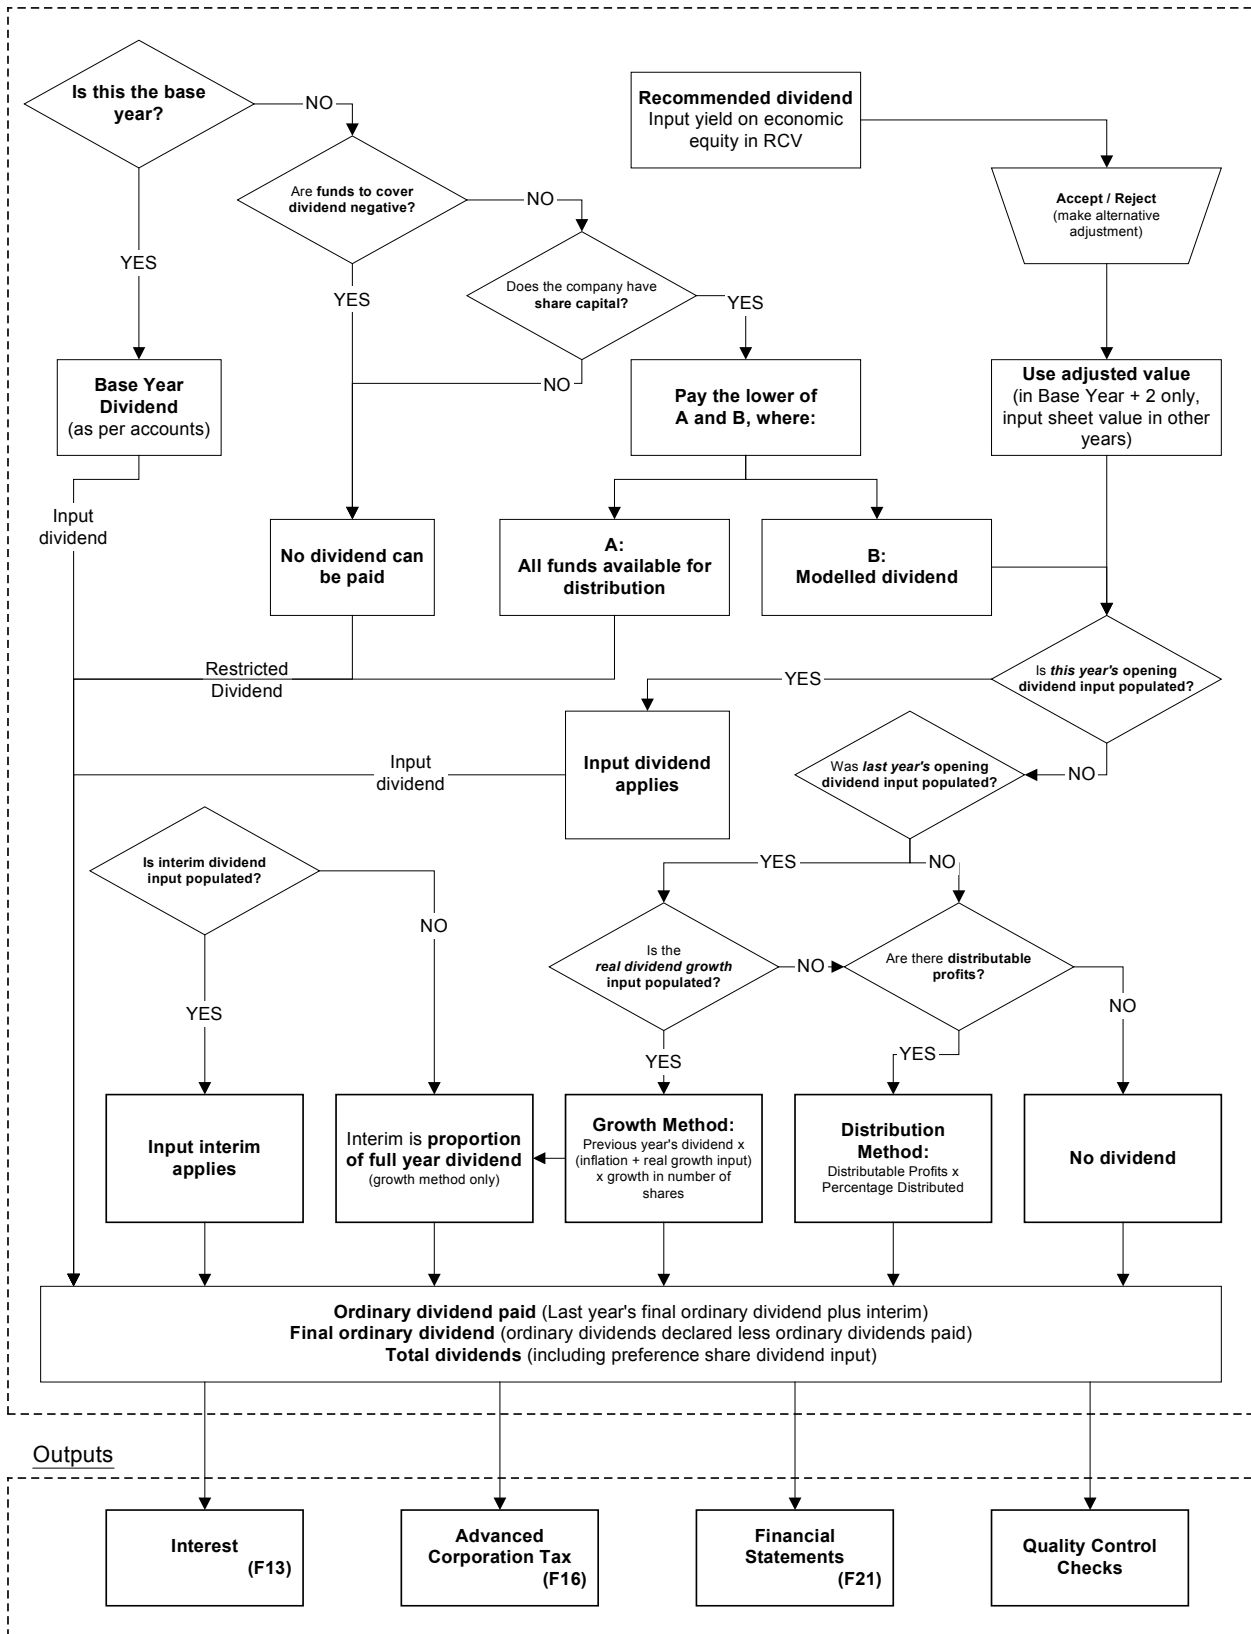 Is this the base
year?
NO
Recommended dividend
Input yield on economic
equity in RCV
Are funds to cover
dividend negative?
NO
Accept / Reject
(make alternative
adjustment)
YES
YES
Does the company have
share capital?
YES
NO
Base Year
Dividend
(as per accounts)
Pay the lower of
A and B, where:
Use adjusted value
(in Base Year + 2 only,
input sheet value in other
years)
Input
dividend
No dividend can
be paid
A:
All funds available for
distribution
B:
Modelled dividend
Restricted
Dividend
YES
Is this year's opening
dividend input populated?
Input
dividend
Input dividend
applies
NO
Was last year's opening
dividend input populated?
Is interim dividend
input populated?
YES
NO
NO
Is the
real dividend growth
input populated?
NO
Are there distributable
profits?
YES
NO
YES
YES
Input interim
applies
Interim is proportion
of full year dividend
(growth method only)
Growth Method:
Previous year's dividend x
(inflation + real growth input)
x growth in number of
shares
Distribution
Method:
Distributable Profits x
Percentage Distributed
No dividend
Ordinary dividend paid (Last year's final ordinary dividend plus interim)
Final ordinary dividend (ordinary dividends declared less ordinary dividends paid)
Total dividends (including preference share dividend input)
Outputs
Interest
(F13)
Advanced
Corporation Tax
(F16)
Financial
Statements
(F21)
Quality Control
Checks